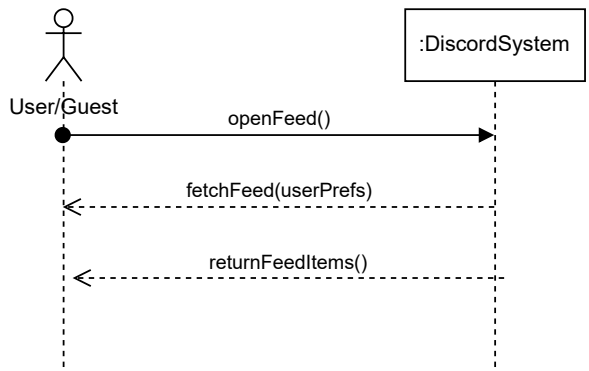 :DiscordSystem
User/Guest
openFeed()
fetchFeed(userPrefs)
returnFeedItems()